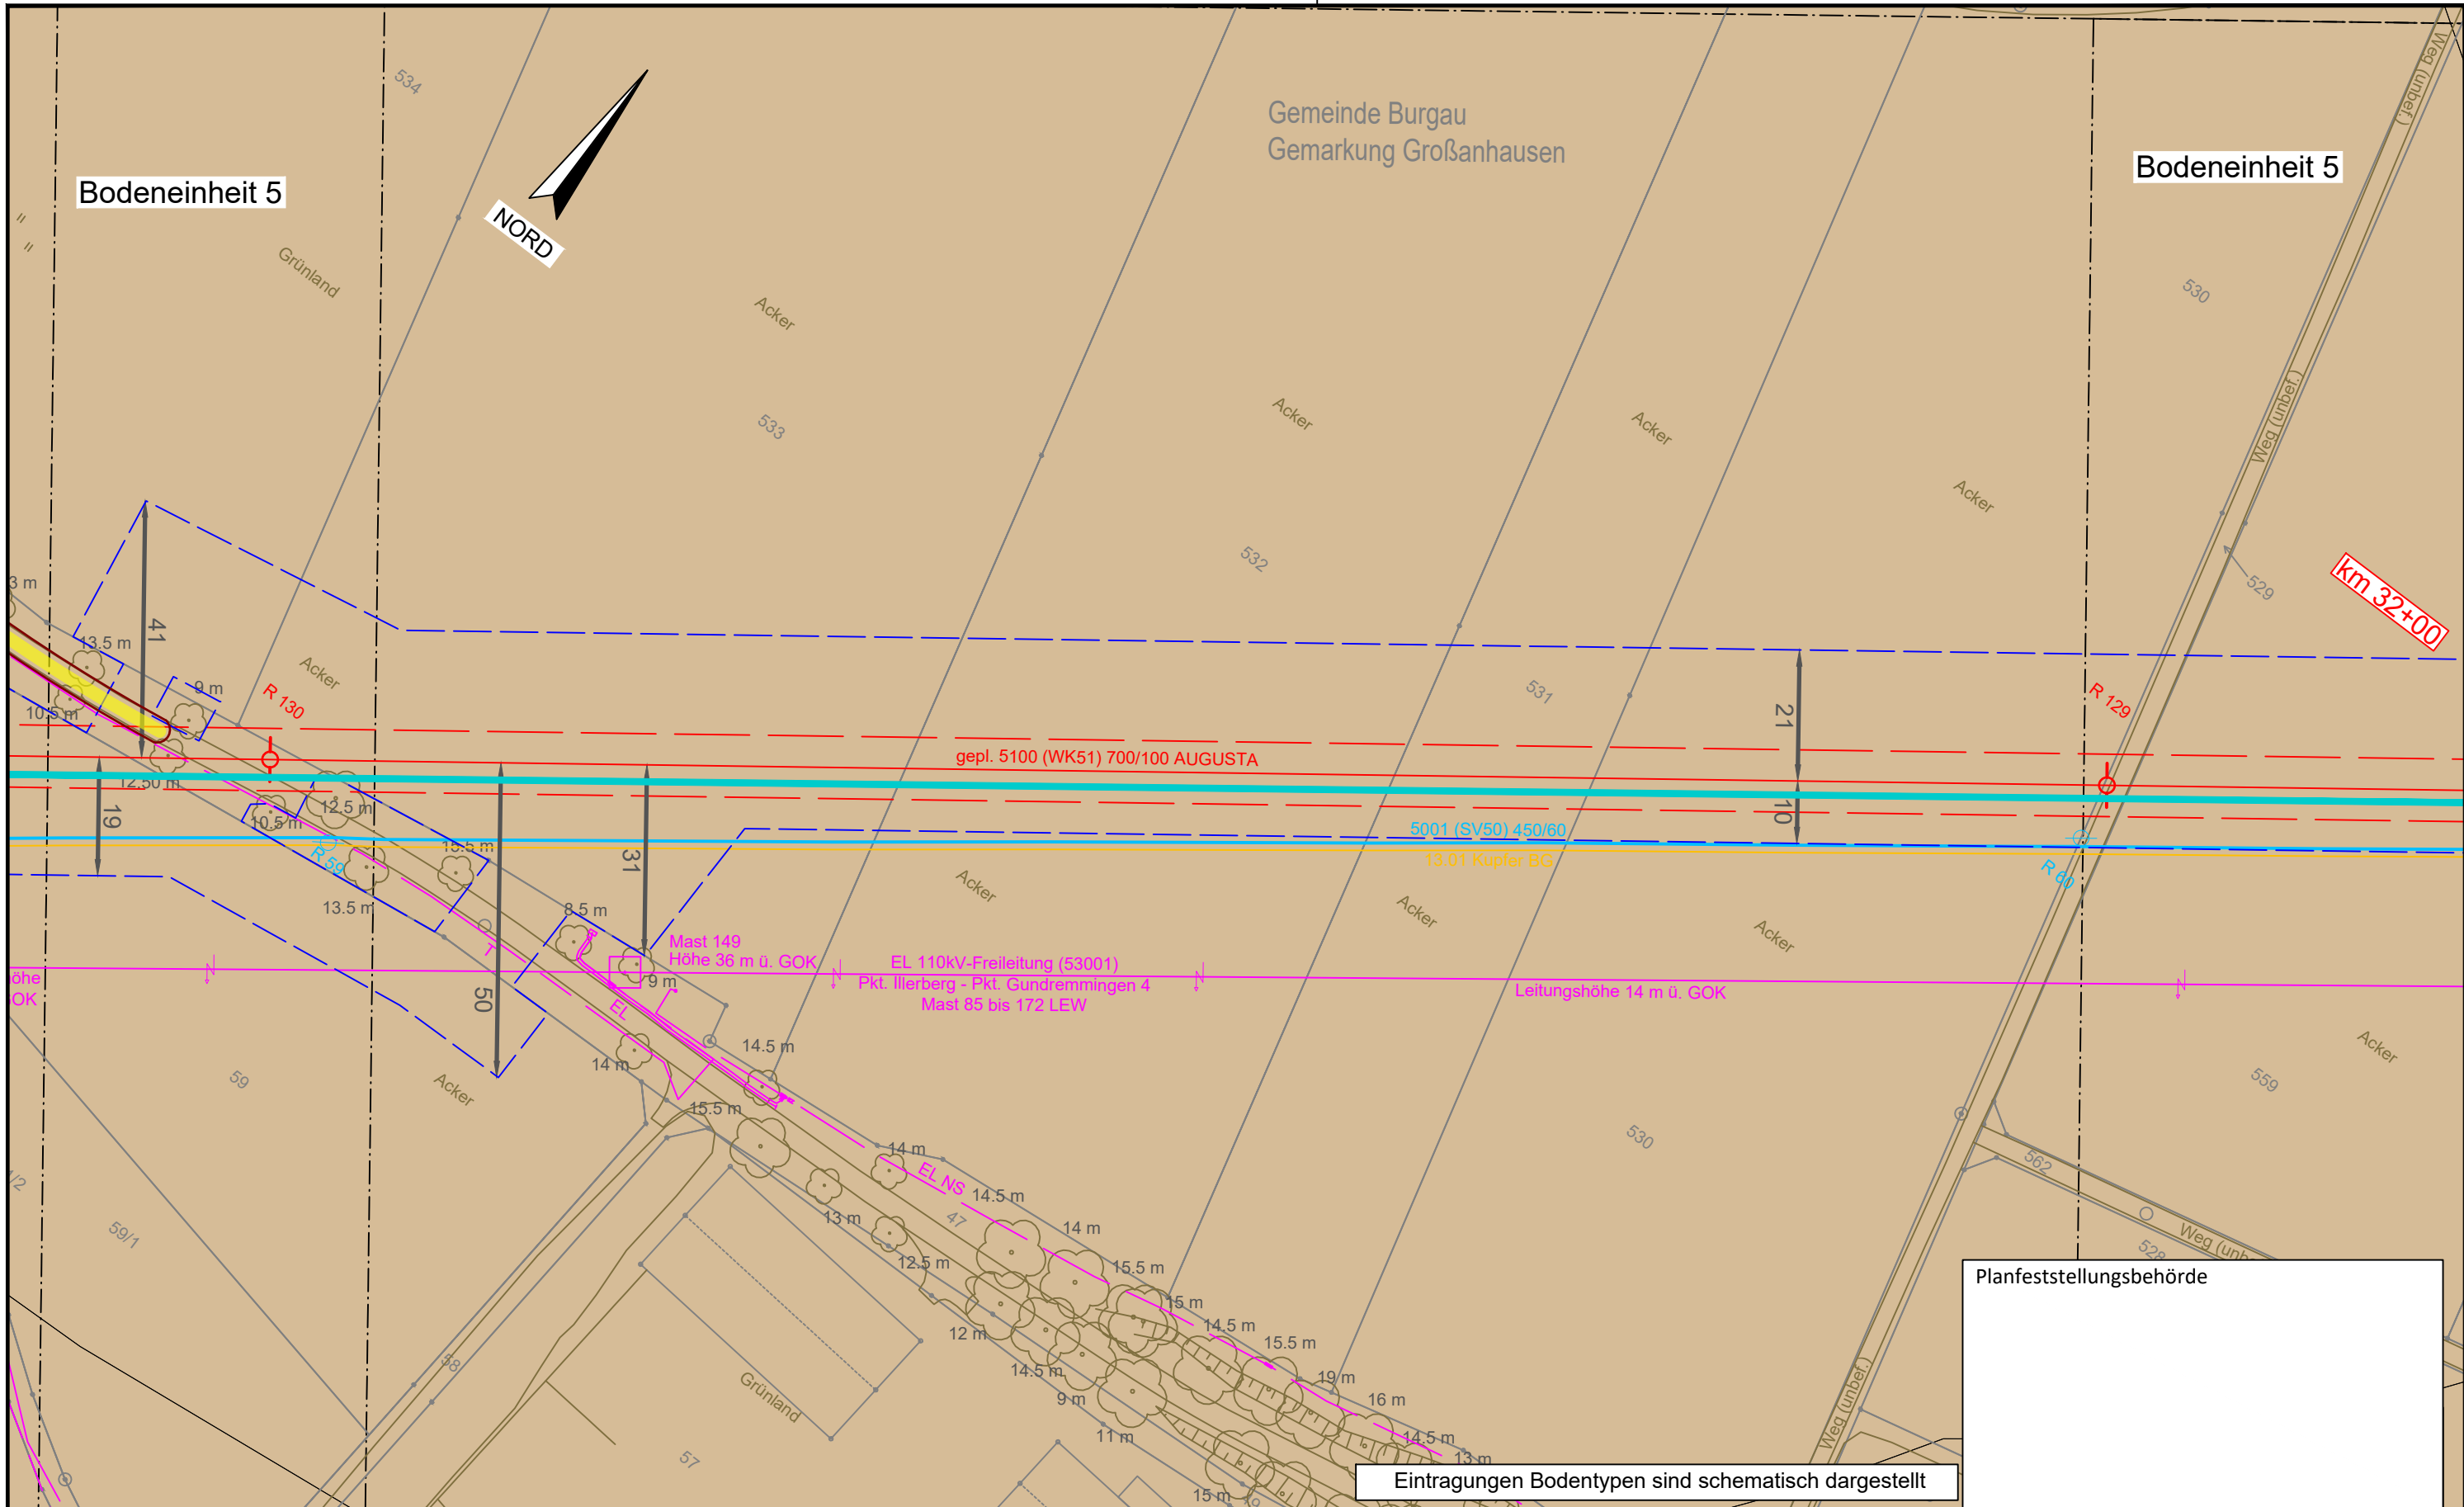 534
Gemeinde Burgau
Gemarkung Großanhausen
Weg (unbef.)
Bodeneinheit 5
Bodeneinheit 5
NORD
Grünland
530
Acker
533
Acker
Acker
Weg (unbef.)
Acker
532
529
km 32+00
3 m
41
13.5 m
Acker
9 m
10.5 m
R 130
531
21
R 129
gepl. 5100 (WK51) 700/100 AUGUSTA
12.50 m
19
12.5 m
10.5 m
10
5001 (SV50) 450/60
13.01 Kupfer BG
15.5 m
R 59
31
R 60
Acker
Acker
Acker
13.5 m
8.5 m
T
Mast 149
Höhe 36 m ü. GOK
9 m
EL 110kV-Freileitung (53001)
Pkt. Illerberg - Pkt. Gundremmingen 4
Mast 85 bis 172 LEW
Leitungshöhe 14 m ü. GOK
öhe
OK
50
EL
14.5 m
Acker
559
59
Acker
14 m
15.5 m
530
14 m
562
/2
EL NS
14.5 m
47
14 m
13 m
59/1
12.5 m
15.5 m
528
Planfeststellungsbehörde
15 m
12 m
14.5 m
15.5 m
58
14.5 m
19 m
16 m
Grünland
9 m
11 m
14.5 m
13 m
Weg (unbef.)
57
Eintragungen Bodentypen sind schematisch dargestellt
15 m